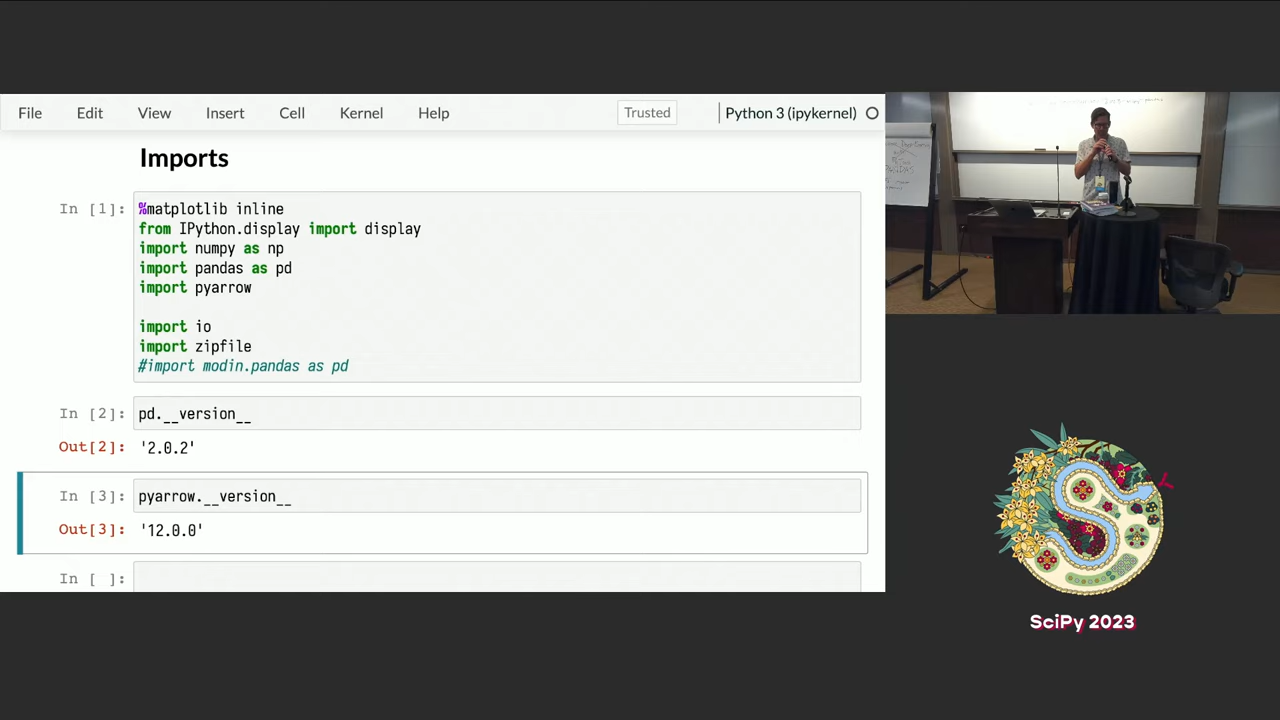 File Edit View Insert Cell Kernel Help Trusted Python 3 (ipykernel)
Imports
In [1]:
%matplotlib inline
from IPython.display import display
import numpy as np
import pandas as pd
import pyarrow
import io
import zipfile
#import modin.pandas as pd
In [2]: pd.__version__
Out[2]: '2.0.2'
In [3]: pyarrow.__version__
Out[3]: '12.0.0'
In [ ]:
SciPy 2023